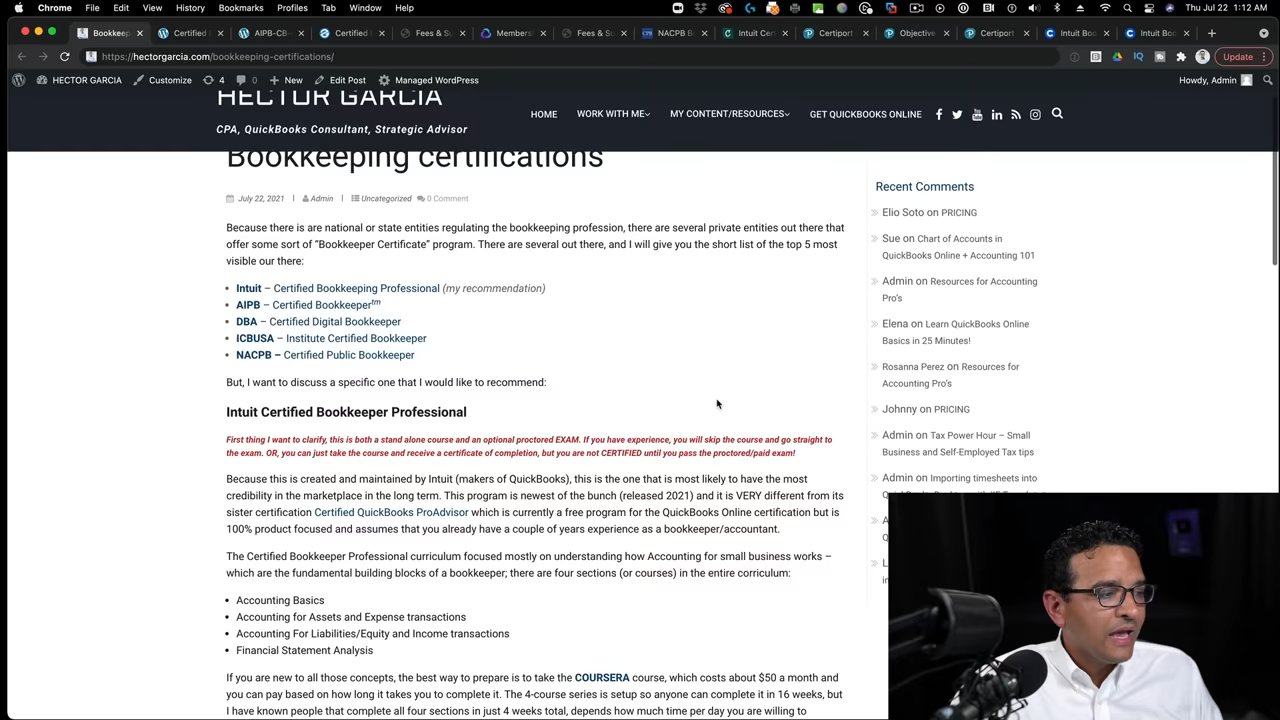 Chrome File Edit View History Bookmarks Profiles Tab Window Help Thu Jul 22 1:12 AM
Bookkee Certified AIPB-CB- Certified Fees & Su Members Fees & Su NACPB B Intuit Cer Certiport Objective Certiport Intuit Boo Intuit Boo
https://hectorgarcia.com/bookkeeping-certifications/ Update
HECTOR GARCIA Customize 4 0 New Edit Post Managed WordPress Howdy, Admin
HECTOR GARCIA
CPA, QuickBooks Consultant, Strategic Advisor
HOME WORK WITH ME MY CONTENT/RESOURCES GET QUICKBOOKS ONLINE
Bookkeeping certifications
July 22, 2021 | Admin | Uncategorized 0 Comment
Because there is are national or state entities regulating the bookkeeping profession, there are several private entities out there that
offer some sort of “Bookkeeper Certificate” program. There are several out there, and I will give you the short list of the top 5 most
visible our there:
Intuit – Certified Bookkeeping Professional (my recommendation)
AIPB – Certified Bookkeeper tm
DBA – Certified Digital Bookkeeper
ICBUSA – Institute Certified Bookkeeper
NACPB – Certified Public Bookkeeper
But, I want to discuss a specific one that I would like to recommend:
Intuit Certified Bookkeeper Professional
First thing I want to clarify, this is both a stand alone course and an optional proctored EXAM. If you have experience, you will skip the course and go straight to
the exam. OR, you can just take the course and receive a certificate of completion, but you are not CERTIFIED until you pass the proctored/paid exam!
Because this is created and maintained by Intuit (makers of QuickBooks), this is the one that is most likely to have the most
credibility in the marketplace in the long term. This program is newest of the bunch (released 2021) and it is VERY different from its
sister certification Certified QuickBooks ProAdvisor which is currently a free program for the QuickBooks Online certification but is
100% product focused and assumes that you already have a couple of years experience as a bookkeeper/accountant.
The Certified Bookkeeper Professional curriculum focused mostly on understanding how Accounting for small business works –
which are the fundamental building blocks of a bookkeeper; there are four sections (or courses) in the entire curriculum:
Accounting Basics
Accounting for Assets and Expense transactions
Accounting For Liabilities/Equity and Income transactions
Financial Statement Analysis
If you are new to all those concepts, the best way to prepare is to take the COURSERA course, which costs about $50 a month and
you can pay based on how long it takes you to complete it. The 4-course series is setup so anyone can complete it in 16 weeks, but
I have known people that complete all four sections in just 4 weeks total, depends how much time per day you are willing to
Recent Comments
Elio Soto on PRICING
Sue on Chart of Accounts in
QuickBooks Online + Accounting 101
Admin on Resources for Accounting
Pro’s
Elena on Learn QuickBooks Online
Basics in 25 Minutes!
Rosanna Perez on Resources for
Accounting Pro’s
Johnny on PRICING
Admin on Tax Power Hour – Small
Business and Self-Employed Tax tips
Admin on Importing timesheets into